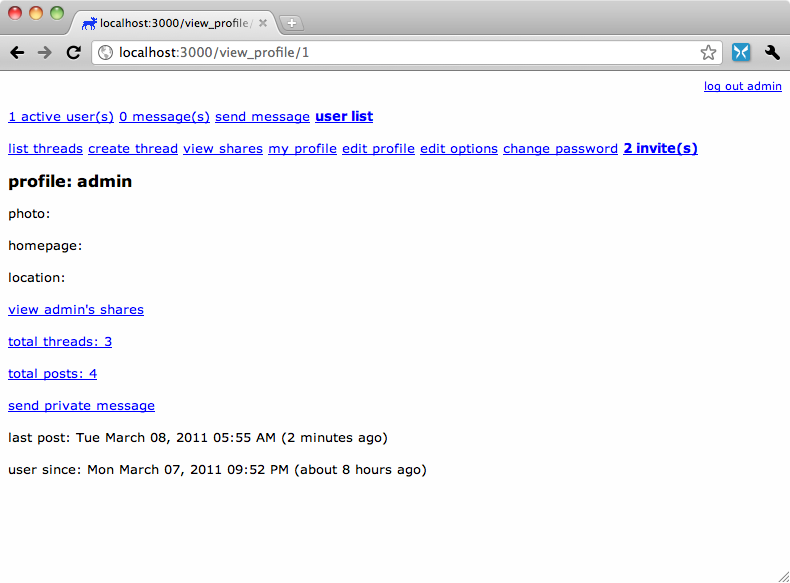 localhost:3000/view_profile/
localhost:3000/view_profile/1
log out admin
1 active user(s) 0 message(s) send message user list
list threads create thread view shares my profile edit profile edit options change password 2 invite(s)
profile: admin
photo:
homepage:
location:
view admin's shares
total threads: 3
total posts: 4
send private message
last post: Tue March 08, 2011 05:55 AM (2 minutes ago)
user since: Mon March 07, 2011 09:52 PM (about 8 hours ago)